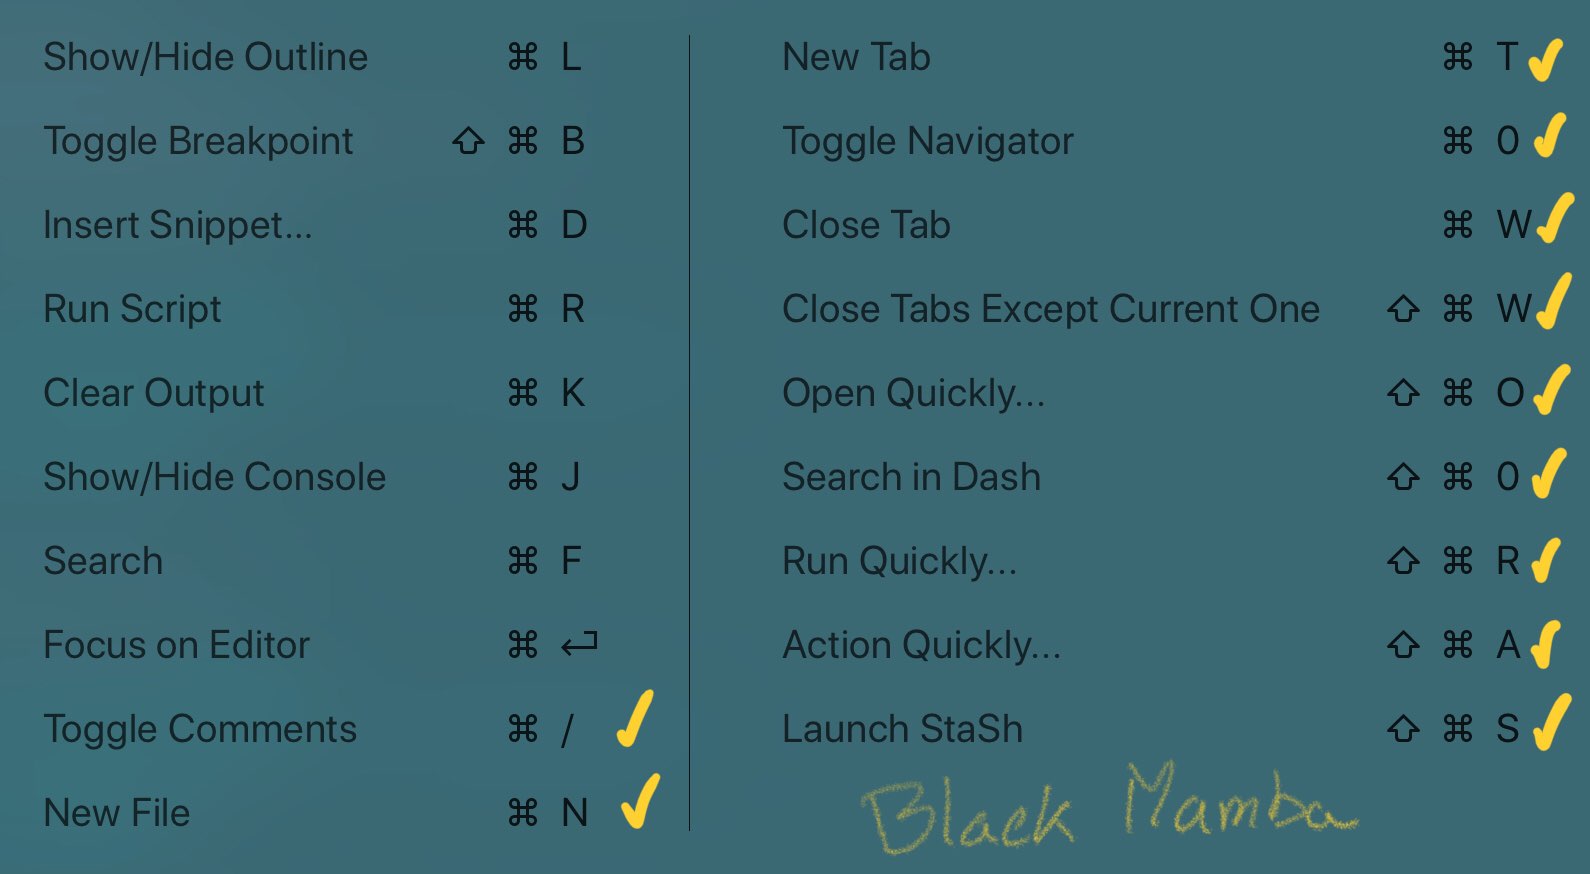 Show/Hide Outline ⌘ L
Toggle Breakpoint ⇧ ⌘ B
Insert Snippet... ⌘ D
Run Script ⌘ R
Clear Output ⌘ K
Show/Hide Console ⌘ J
Search ⌘ F
Focus on Editor ⌘ ↵
Toggle Comments ⌘ / ✓
New File ⌘ N ✓
New Tab ⌘ T ✓
Toggle Navigator ⌘ 0 ✓
Close Tab ⌘ W ✓
Close Tabs Except Current One ⇧ ⌘ W ✓
Open Quickly... ⇧ ⌘ O ✓
Search in Dash ⇧ ⌘ 0 ✓
Run Quickly... ⇧ ⌘ R ✓
Action Quickly... ⇧ ⌘ A ✓
Launch StaSh ⇧ ⌘ S ✓
Black Mamba